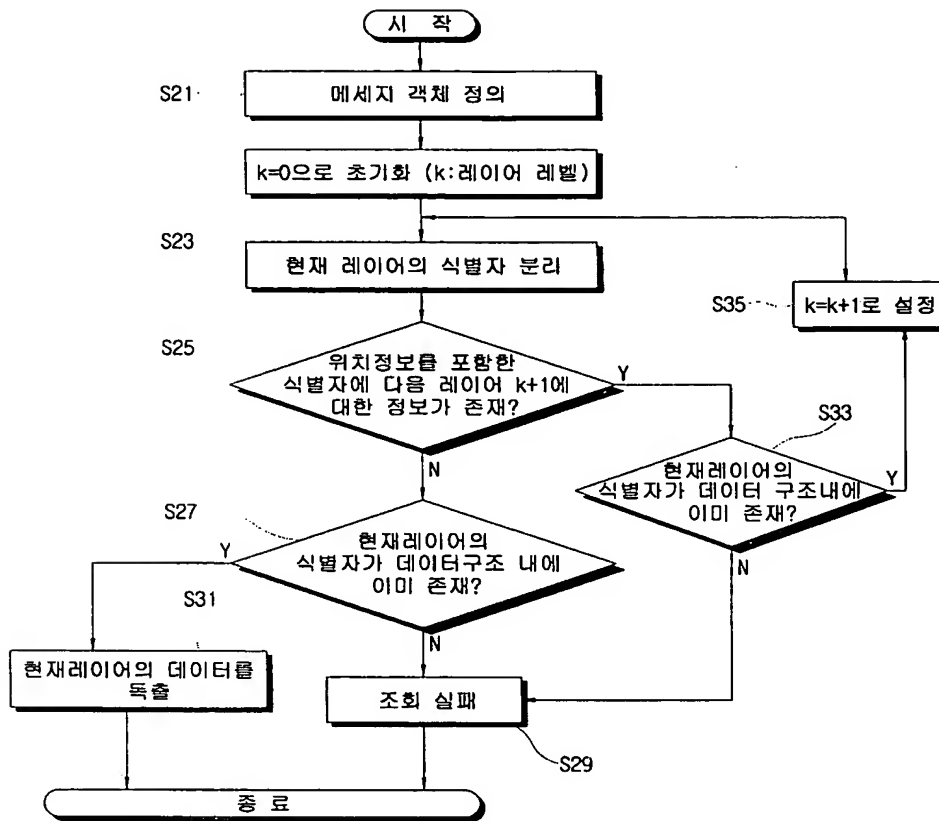 시 작
S21
메세지 객체 정의
k=0으로 초기화 (k:레이어 레벨)
S23
현재 레이어의 식별자 분리
S35
k=k+1로 설정
S25
위치정보를 포함한
식별자에 다음 레이어 k+1에
대한 정보가 존재?
Y
N
S33
현재레이어의
식별자가 데이터 구조내에
이미 존재?
Y
N
S27
현재레이어의
식별자가 데이터구조 내에
이미 존재?
Y
N
S31
현재레이어의 데이터를
독출
조회 실패
S29
종 료